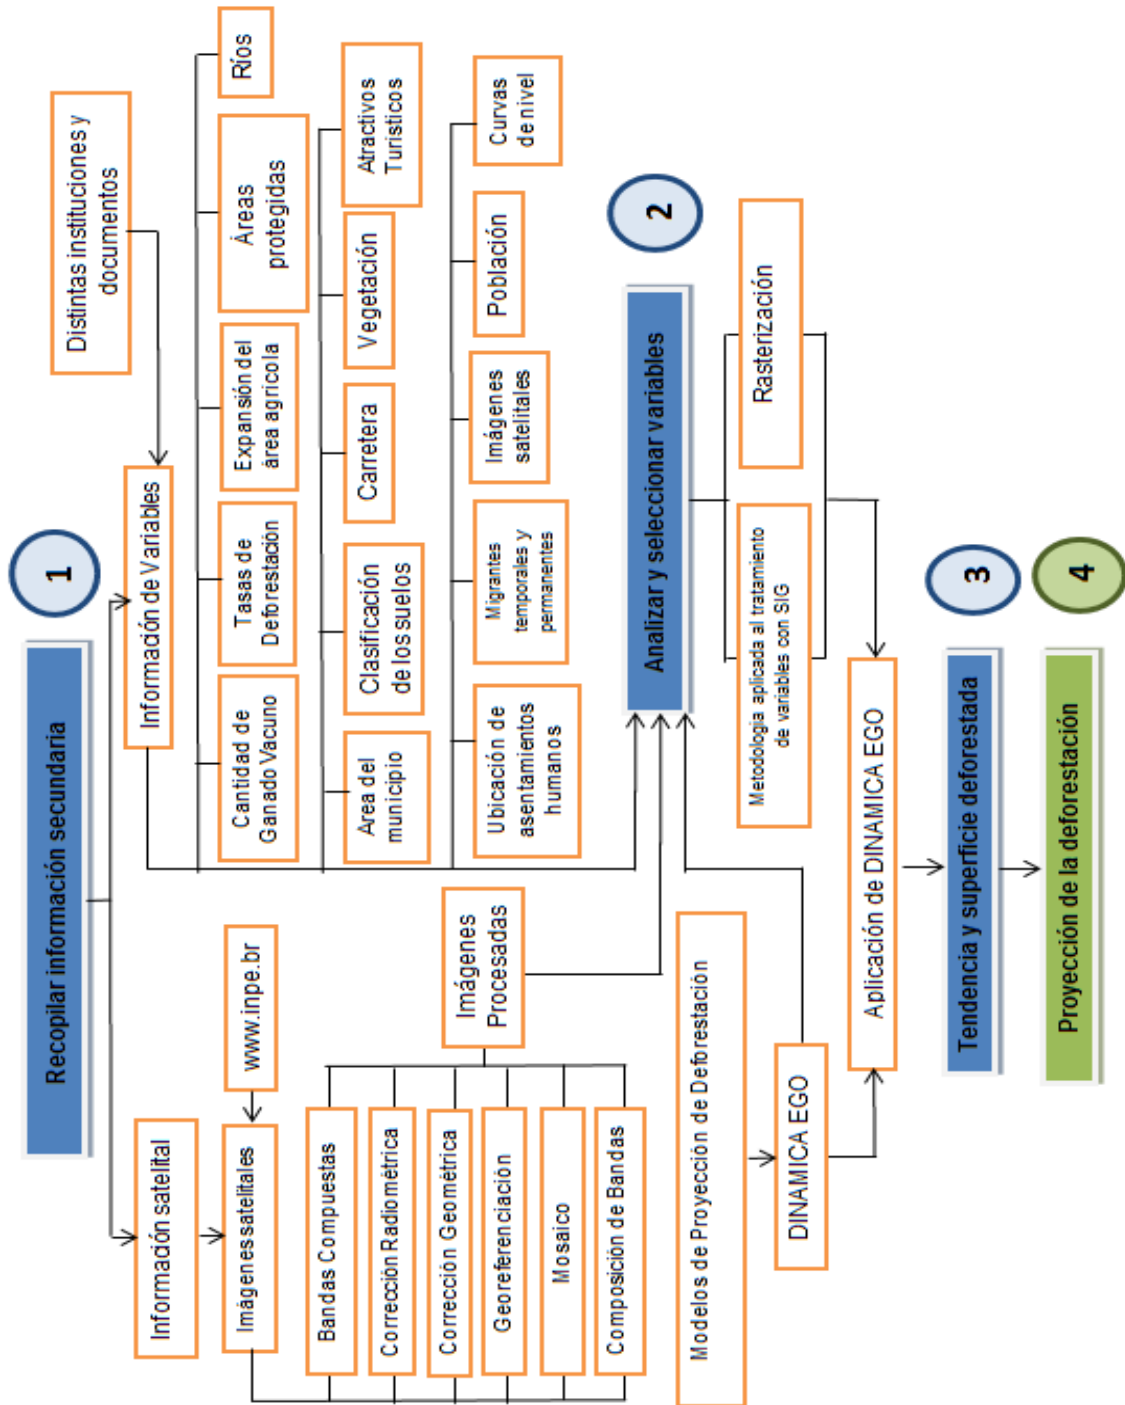 Recopilar información secundaria
1
Información satelital
Información de Variables
Distintas instituciones y
documentos
Imágenes satelitales
www.inpe.br
Bandas Compuestas
Corrección Radiométrica
Corrección Geométrica
Georeferenciación
Mosaico
Composición de Bandas
Imágenes
Procesadas
Cantidad de
Ganado Vacuno
Tasas de
Deforestación
Expansión del
área agrícola
Áreas
protegidas
Ríos
Area del
municipio
Clasificación
de los suelos
Carretera
Vegetación
Atractivos
Turísticos
Ubicación de
asentamientos
humanos
Migrantes
temporales y
permanentes
Imágenes
satelitales
Población
Curvas
de nivel
Analizar y seleccionar variables
2
Modelos de Proyección de Deforestación
Metodología aplicada al tratamiento
de variables con SIG
Rasterización
DINAMICA EGO
Aplicación de DINAMICA EGO
Tendencia y superficie deforestada
3
Proyección de la deforestación
4